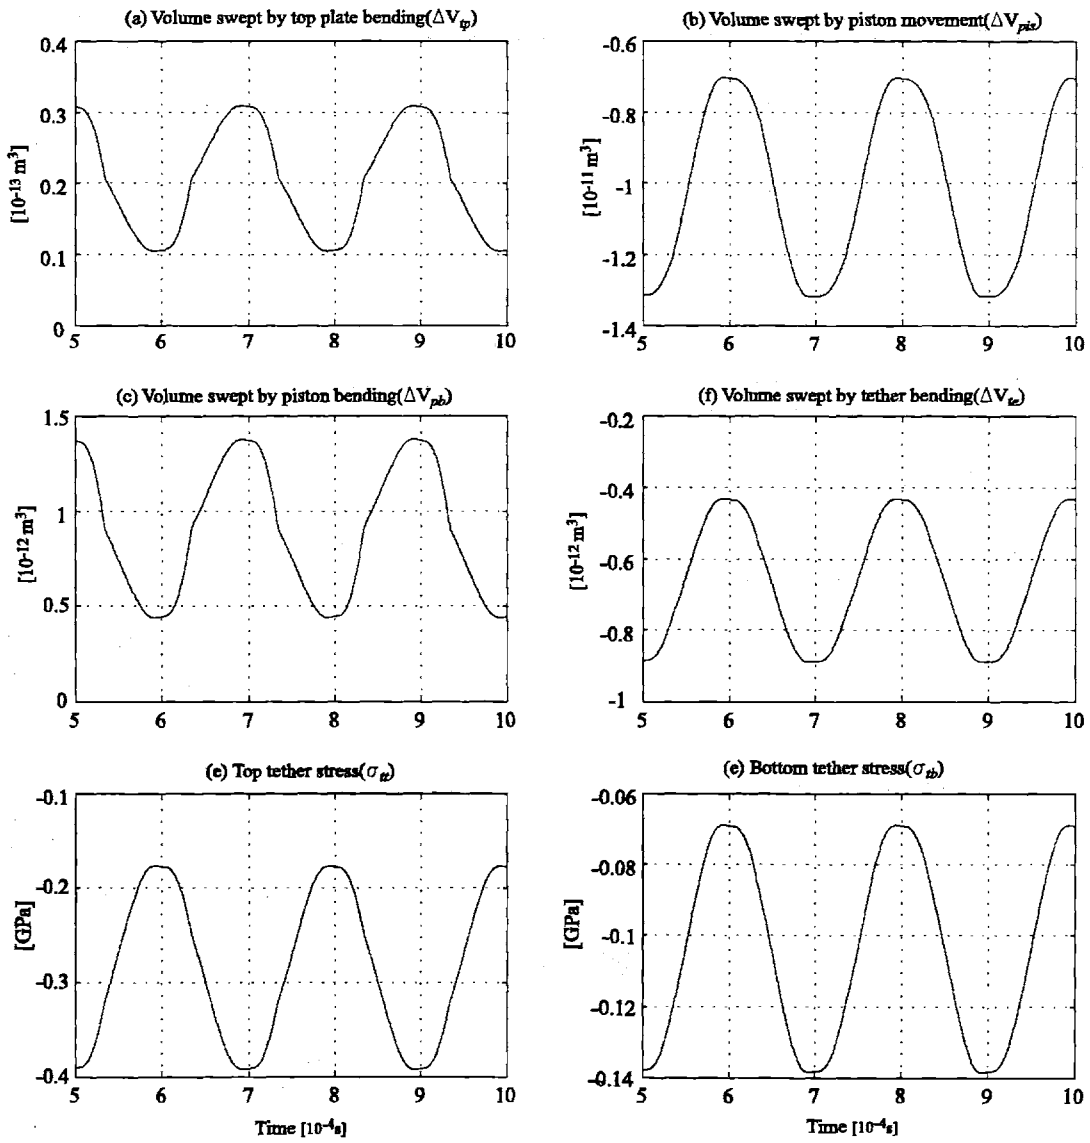 (a) Volume swept by top plate bending(ΔV_tp)
0.4
0.3
0.2
0.1
0
[10^-13 m^3]
5 6 7 8 9 10
(b) Volume swept by piston movement(ΔV_pis)
-0.6
-0.8
-1
-1.2
-1.4
[10^-11 m^3]
5 6 7 8 9 10
(c) Volume swept by piston bending(ΔV_pb)
1.5
1
0.5
0
[10^-12 m^3]
5 6 7 8 9 10
(f) Volume swept by tether bending(ΔV_te)
-0.2
-0.4
-0.6
-0.8
-1
[10^-12 m^3]
5 6 7 8 9 10
(e) Top tether stress(σ_tt)
-0.1
-0.2
-0.3
-0.4
[GPa]
5 6 7 8 9 10
Time [10^-4s]
(e) Bottom tether stress(σ_tb)
-0.06
-0.08
-0.1
-0.12
-0.14
[GPa]
5 6 7 8 9 10
Time [10^-4s]